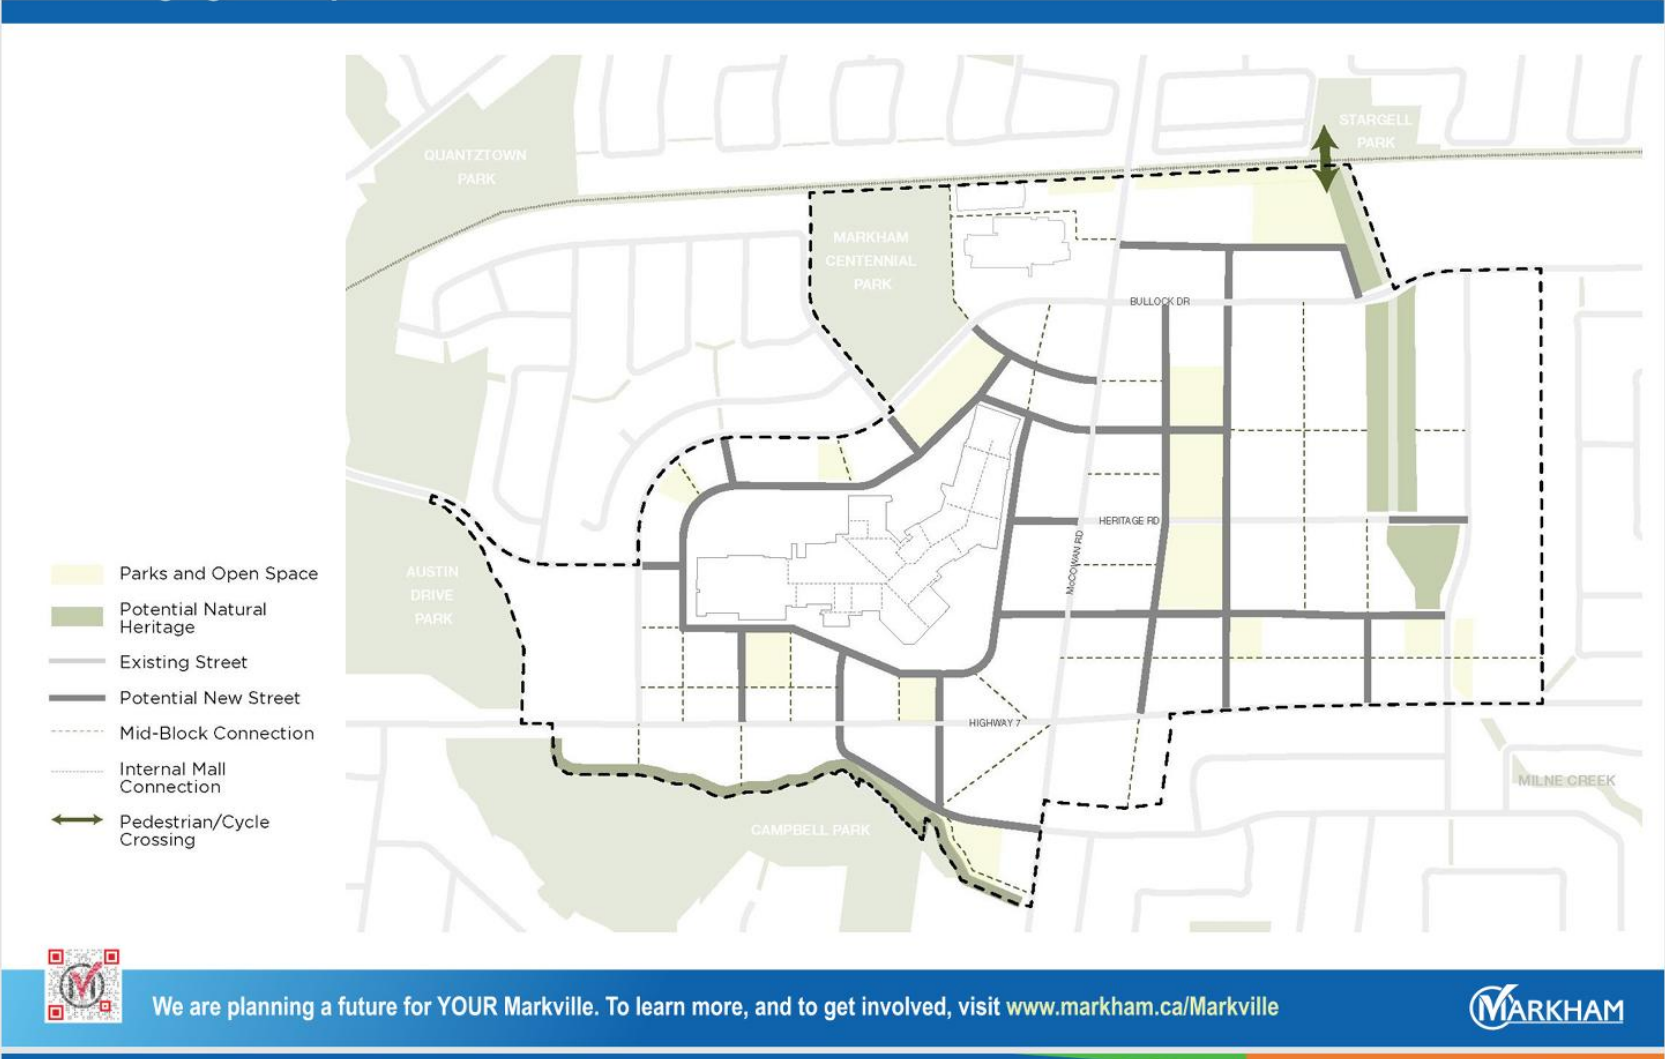 QUANTZTOWN
PARK
STARGELL
PARK
MARKHAM
CENTENNIAL
PARK
BULLOCK DR
HERITAGE RD
McCOWAN RD
AUSTIN
DRIVE
PARK
HIGHWAY 7
MILNE CREEK
CAMPBELL PARK
Parks and Open Space
Potential Natural
Heritage
Existing Street
Potential New Street
Mid-Block Connection
Internal Mall
Connection
Pedestrian/Cycle
Crossing
We are planning a future for YOUR Markville. To learn more, and to get involved, visit www.markham.ca/Markville
MARKHAM